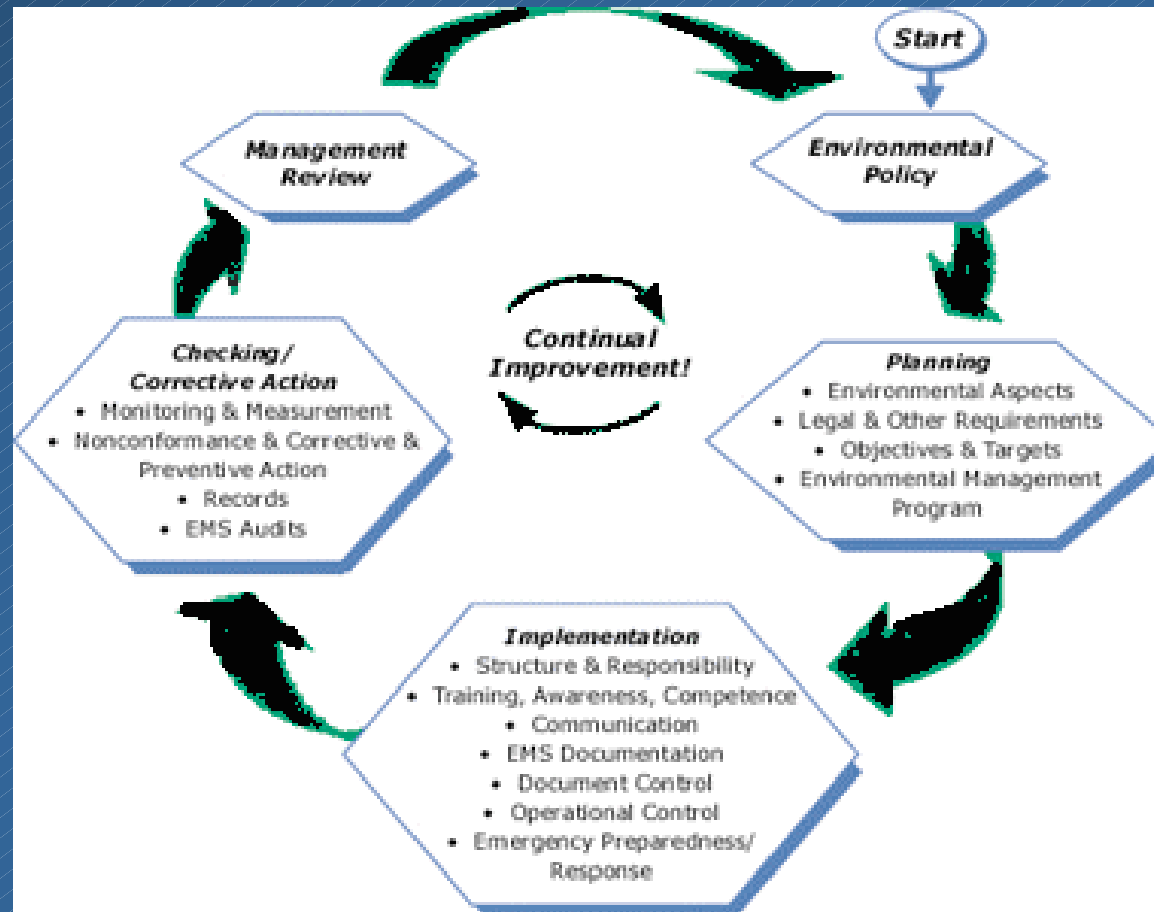 Start
Environmental
Policy
Planning
• Environmental Aspects
• Legal & Other Requirements
• Objectives & Targets
• Environmental Management
Program
Implementation
• Structure & Responsibility
• Training, Awareness, Competence
• Communication
• EMS Documentation
• Document Control
• Operational Control
• Emergency Preparedness/
Response
Checking/
Corrective Action
• Monitoring & Measurement
• Nonconformance & Corrective &
Preventive Action
• Records
• EMS Audits
Management
Review
Continual
Improvement!